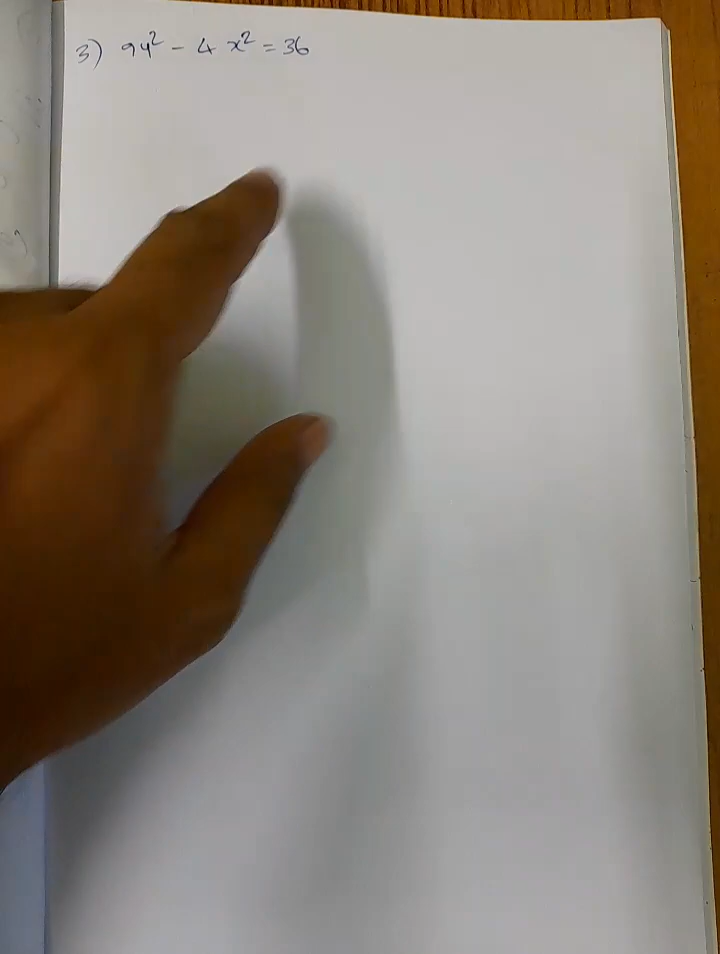 3) 9y² - 4x² = 36